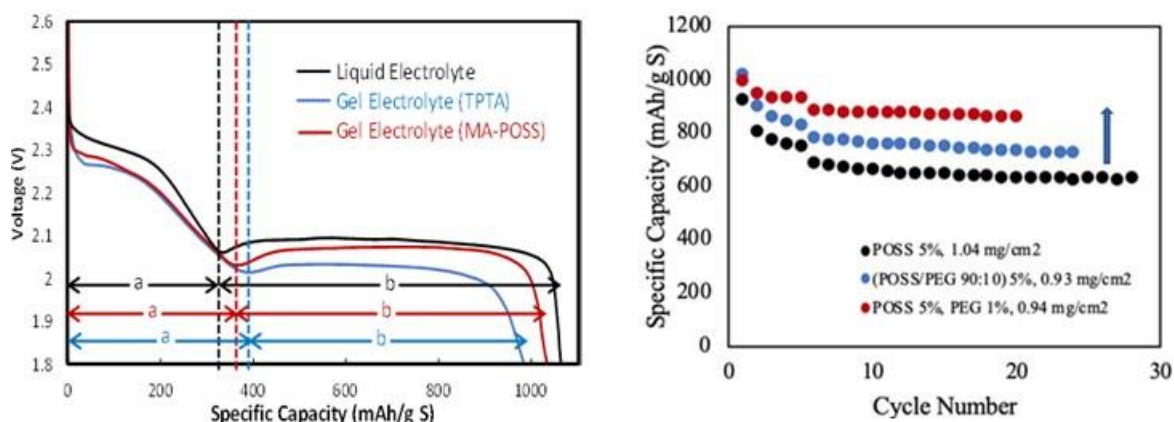 2.6
2.5
2.4
2.3
2.2
2.1
2
1.9
1.8
Voltage (V)
Liquid Electrolyte
Gel Electrolyte (TPTA)
Gel Electrolyte (MA-POSS)
a b
a b
a b
0 200 400 600 800 1000
Specific Capacity (mAh/g S)
1200
1000
800
600
400
200
0
Specific Capacity (mAh/g S)
POSS 5%, 1.04 mg/cm2
(POSS/PEG 90:10) 5%, 0.93 mg/cm2
POSS 5%, PEG 1%, 0.94 mg/cm2
0 10 20 30
Cycle Number